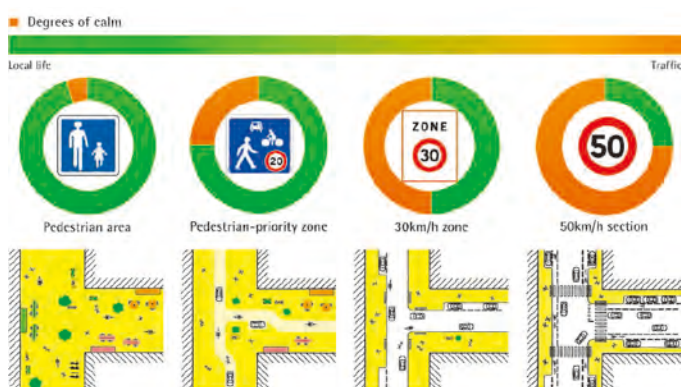 Degrees of calm
Local life
Traffic
20
ZONE
30
50
Pedestrian area
Pedestrian-priority zone
30km/h zone
50km/h section